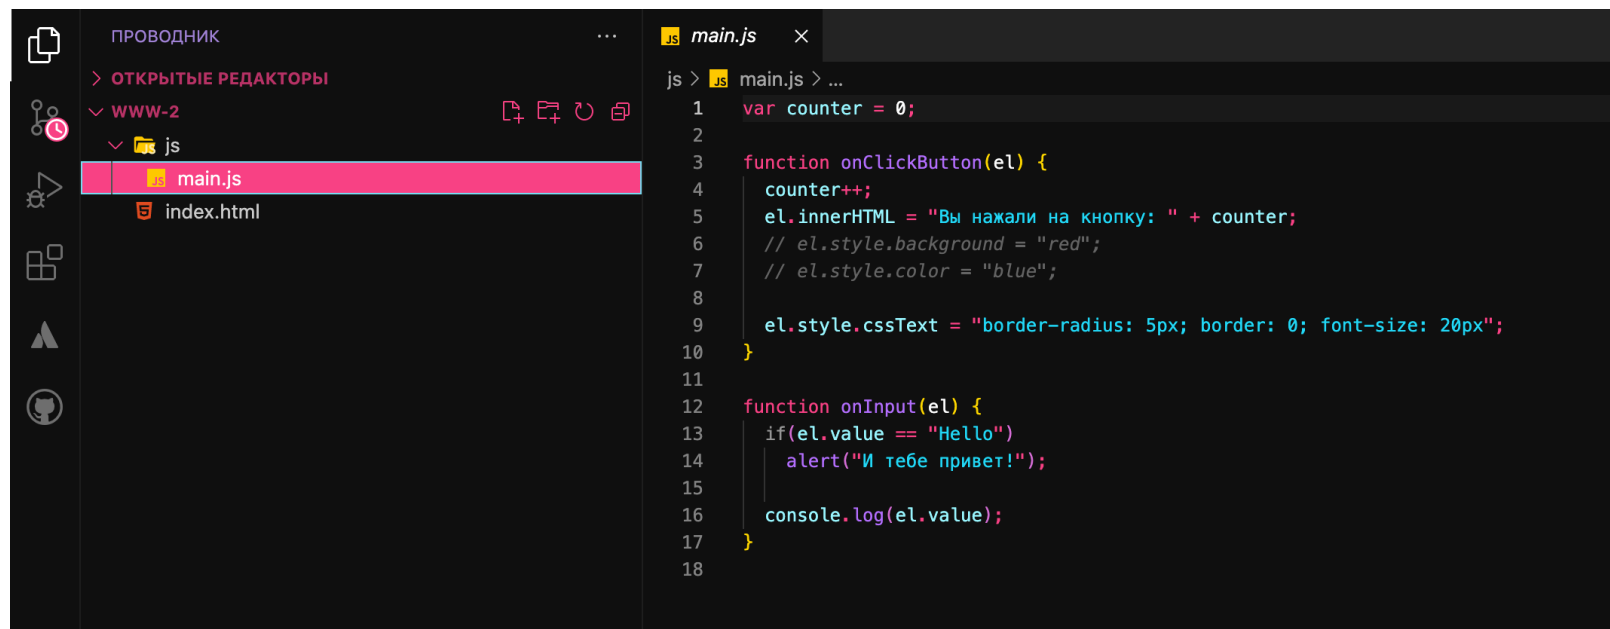 ПРОВОДНИК ...
ОТКРЫТЫЕ РЕДАКТОРЫ
WWW-2
js
JS main.js
index.html
JS main.js
js > JS main.js > ...
1 var counter = 0;
2
3 function onClickButton(el) {
4 counter++;
5 el.innerHTML = "Вы нажали на кнопку: " + counter;
6 // el.style.background = "red";
7 // el.style.color = "blue";
8
9 el.style.cssText = "border-radius: 5px; border: 0; font-size: 20px";
10 }
11
12 function onInput(el) {
13 if(el.value == "Hello")
14 alert("И тебе привет!");
15
16 console.log(el.value);
17 }
18